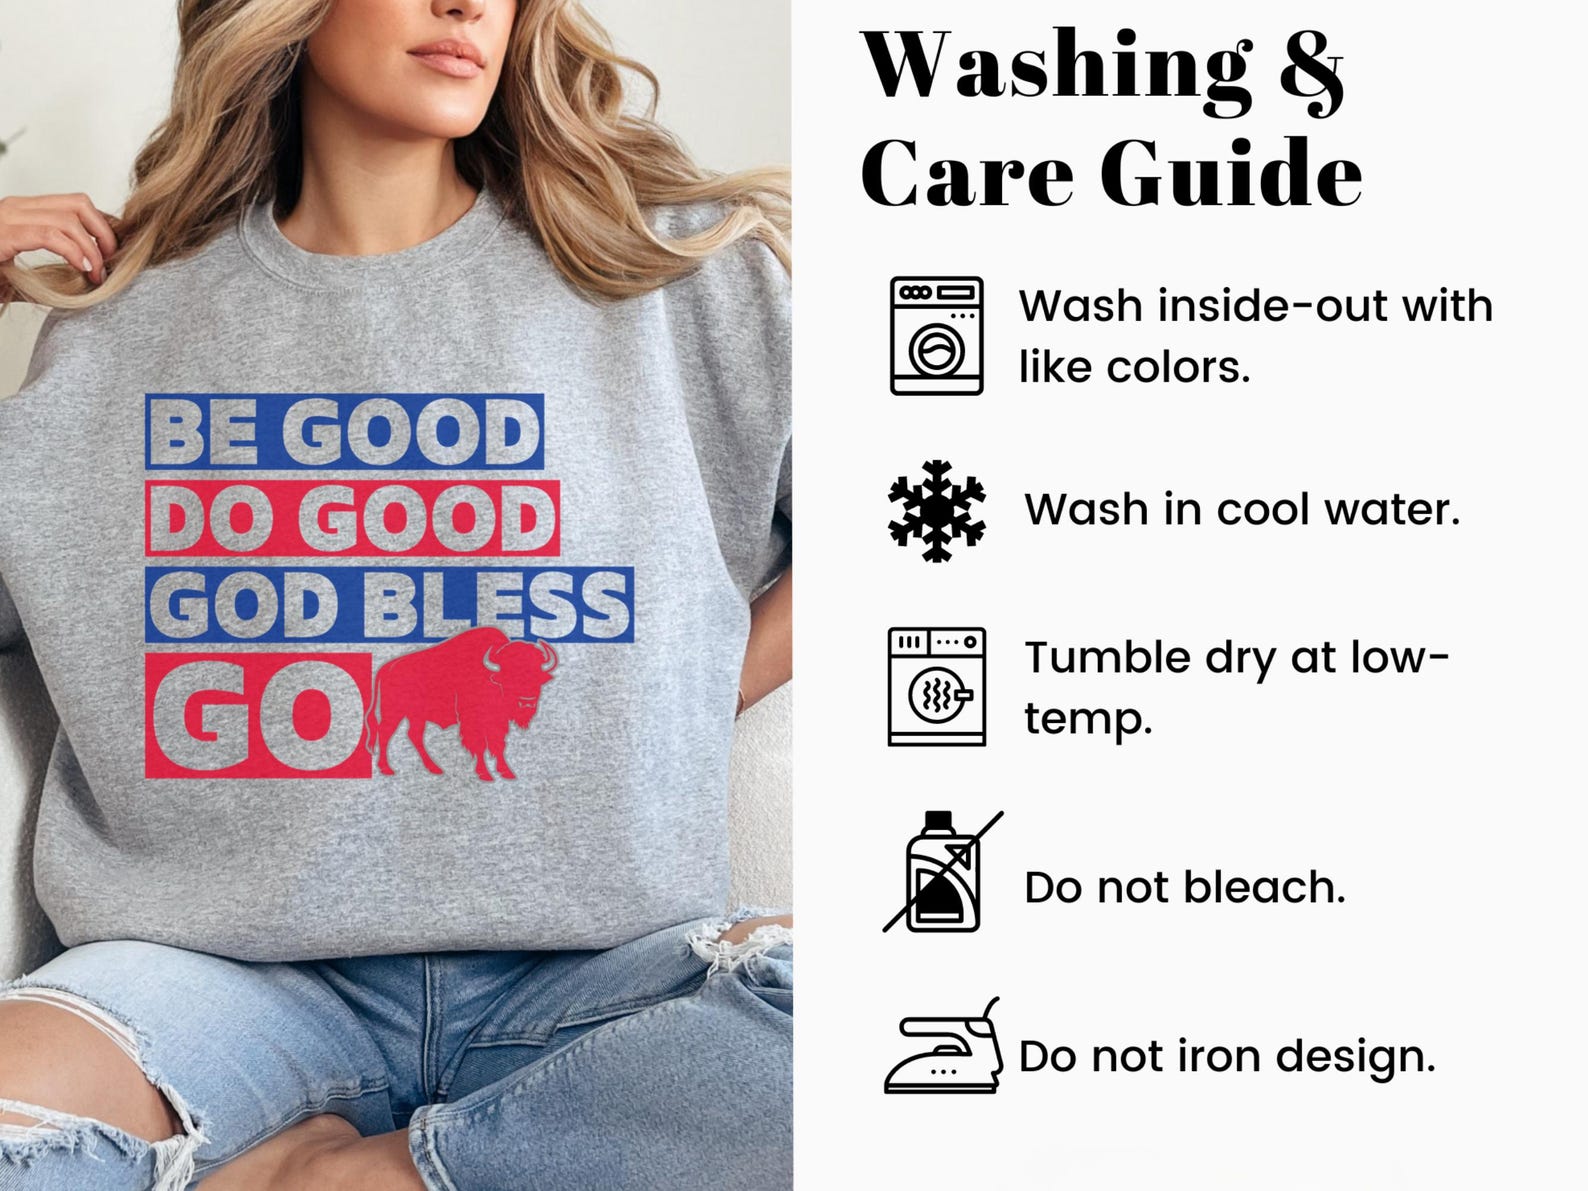 BE GOOD
DO GOOD
GOD BLESS
GO
Washing &
Care Guide
Wash inside-out with
like colors.
Wash in cool water.
Tumble dry at low-
temp.
Do not bleach.
Do not iron design.